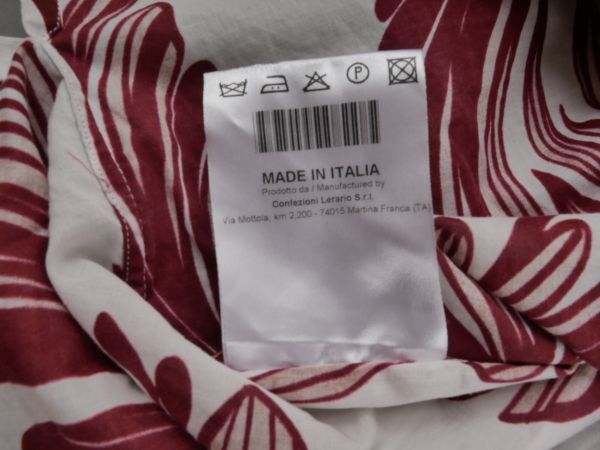 P
MADE IN ITALIA
Prodotto da / Manufactured by
Confezioni Lerario S.r.l.
Via Mottola, km 2,200 - 74015 Martina Franca (TA)